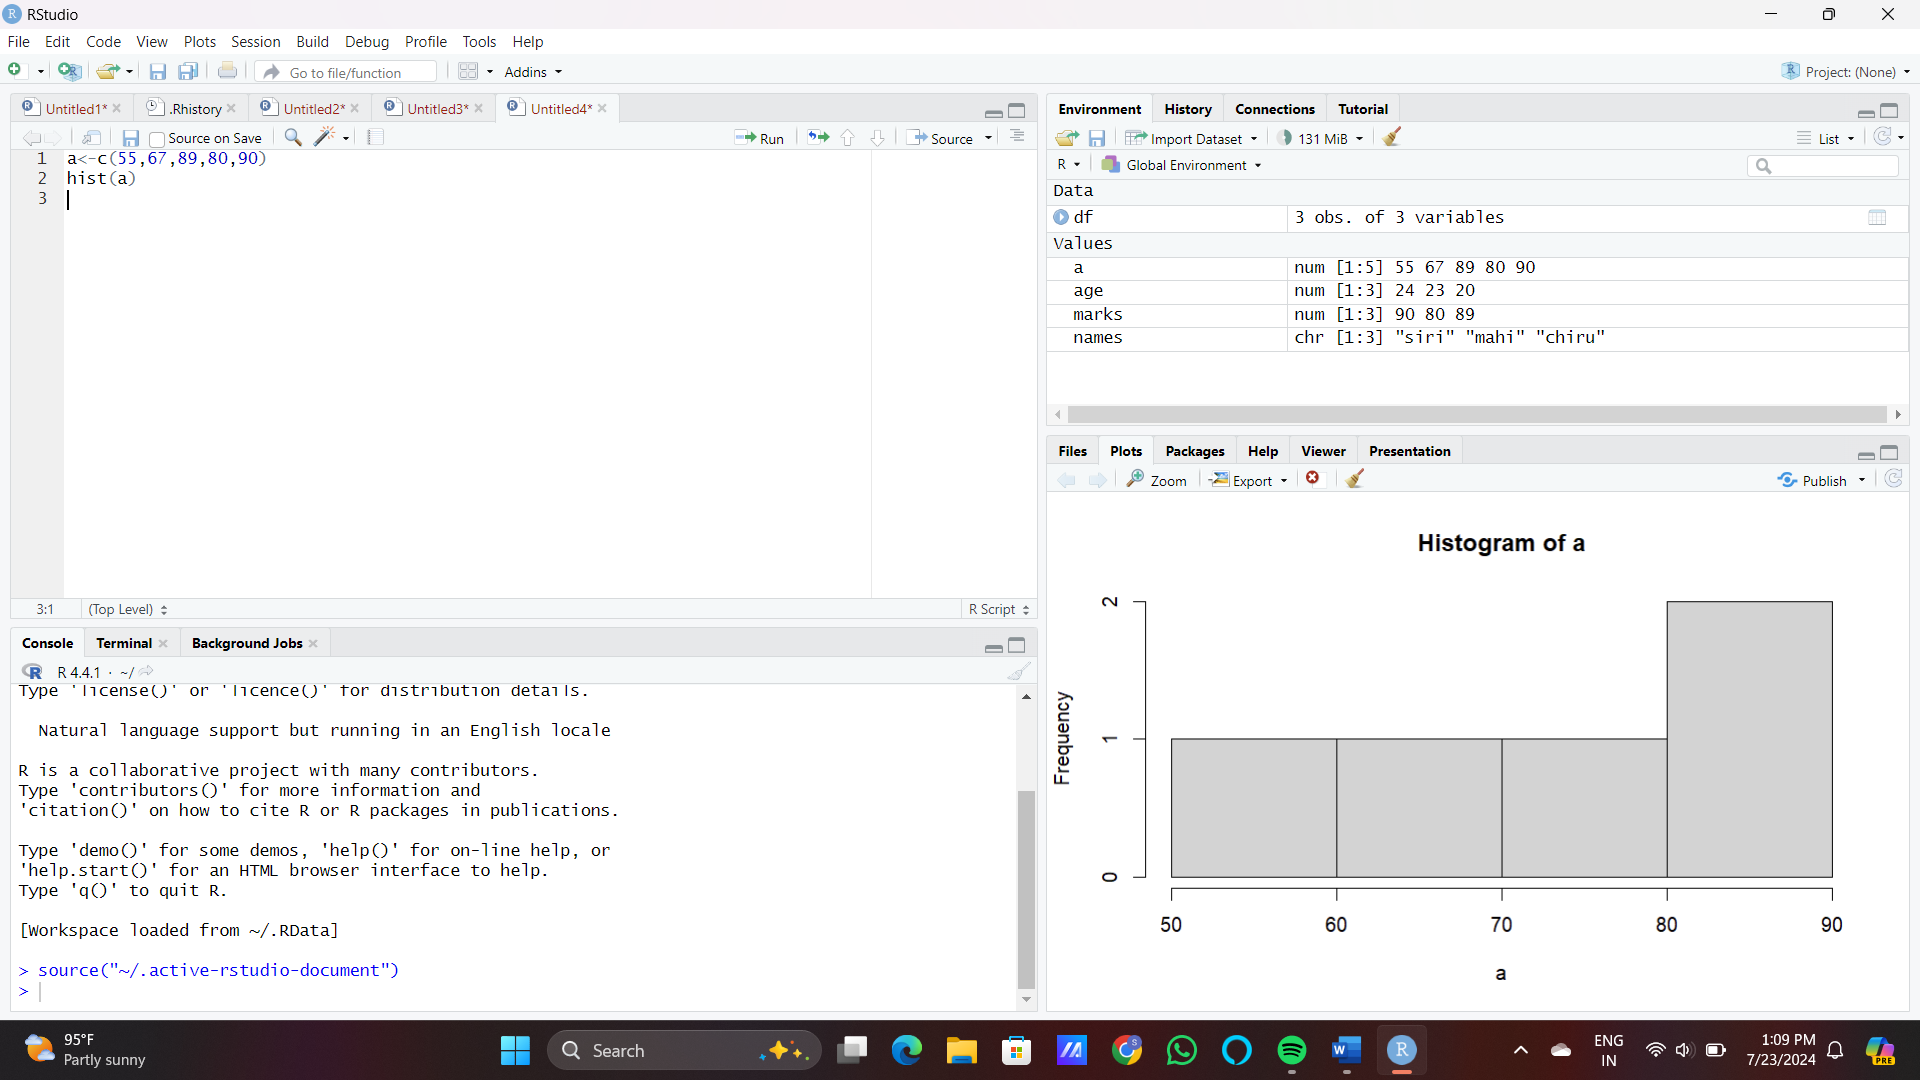 RStudio
File Edit Code View Plots Session Build Debug Profile Tools Help
Go to file/function Addins Project: (None)
Untitled1* .Rhistory Untitled2* Untitled3* Untitled4*
Source on Save Run Source
1 a<-c(55,67,89,80,90)
2 hist(a)
3
3:1 (Top Level) R Script
Console Terminal Background Jobs
R 4.4.1 · ~/
Type 'license()' or 'licence()' for distribution details.
Natural language support but running in an English locale
R is a collaborative project with many contributors.
Type 'contributors()' for more information and
'citation()' on how to cite R or R packages in publications.
Type 'demo()' for some demos, 'help()' for on-line help, or
'help.start()' for an HTML browser interface to help.
Type 'q()' to quit R.
[Workspace loaded from ~/.RData]
> source("~/.active-rstudio-document")
>
Environment History Connections Tutorial
Import Dataset 131 MiB List
R Global Environment
Data
df 3 obs. of 3 variables
Values
a num [1:5] 55 67 89 80 90
age num [1:3] 24 23 20
marks num [1:3] 90 80 89
names chr [1:3] "siri" "mahi" "chiru"
Files Plots Packages Help Viewer Presentation
Zoom Export Publish
Histogram of a
Frequency
2
1
0
50 60 70 80 90
a
95°F
Partly sunny
Search
ENG
IN
1:09 PM
7/23/2024
PRE